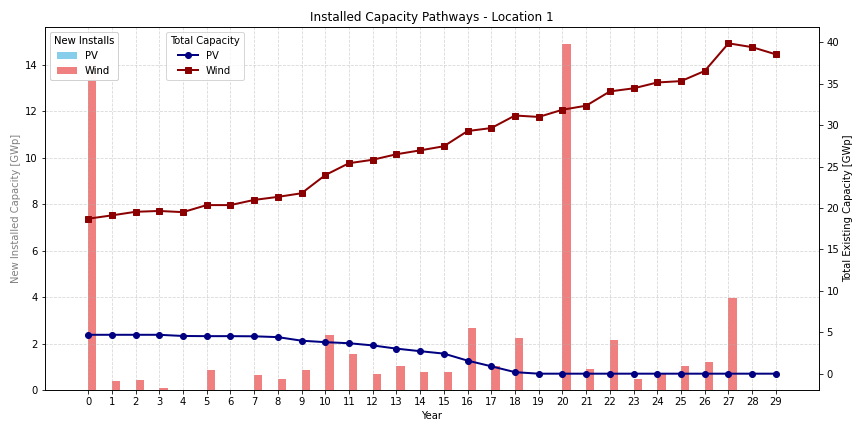 Installed Capacity Pathways - Location 1
New Installs
PV
Wind
Total Capacity
PV
Wind
New Installed Capacity [GWp]
14
12
10
8
6
4
2
0
Total Existing Capacity [GWp]
40
35
30
25
20
15
10
5
0
0 1 2 3 4 5 6 7 8 9 10 11 12 13 14 15 16 17 18 19 20 21 22 23 24 25 26 27 28 29
Year